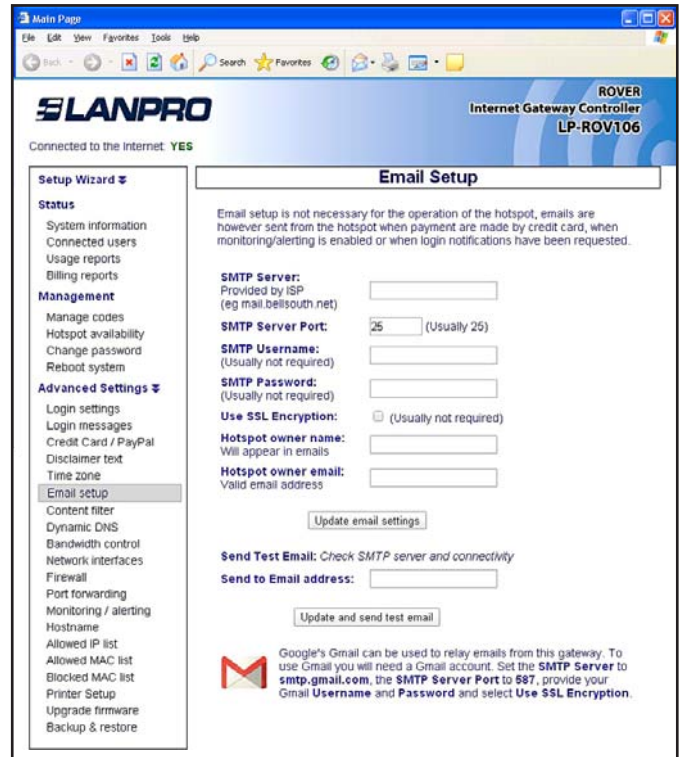 Main Page
File Edit View Favorites Tools Help
Back Search Favorites
LANPRO
ROVER
Internet Gateway Controller
LP-ROV106
Connected to the Internet: YES
Setup Wizard
Status
System information
Connected users
Usage reports
Billing reports
Management
Manage codes
Hotspot availability
Change password
Reboot system
Advanced Settings
Login settings
Login messages
Credit Card / PayPal
Disclaimer text
Time zone
Email setup
Content filter
Dynamic DNS
Bandwidth control
Network interfaces
Firewall
Port forwarding
Monitoring / alerting
Hostname
Allowed IP list
Allowed MAC list
Blocked MAC list
Printer Setup
Upgrade firmware
Backup & restore
Email Setup
Email setup is not necessary for the operation of the hotspot, emails are
however sent from the hotspot when payment are made by credit card, when
monitoring/alerting is enabled or when login notifications have been requested.
SMTP Server:
Provided by ISP
(eg mail.bellsouth.net)
SMTP Server Port: 25 (Usually 25)
SMTP Username:
(Usually not required)
SMTP Password:
(Usually not required)
Use SSL Encryption: (Usually not required)
Hotspot owner name:
Will appear in emails
Hotspot owner email:
Valid email address
Update email settings
Send Test Email: Check SMTP server and connectivity
Send to Email address:
Update and send test email
Google's Gmail can be used to relay emails from this gateway. To
use Gmail you will need a Gmail account. Set the SMTP Server to
smtp.gmail.com, the SMTP Server Port to 587, provide your
Gmail Username and Password and select Use SSL Encryption.